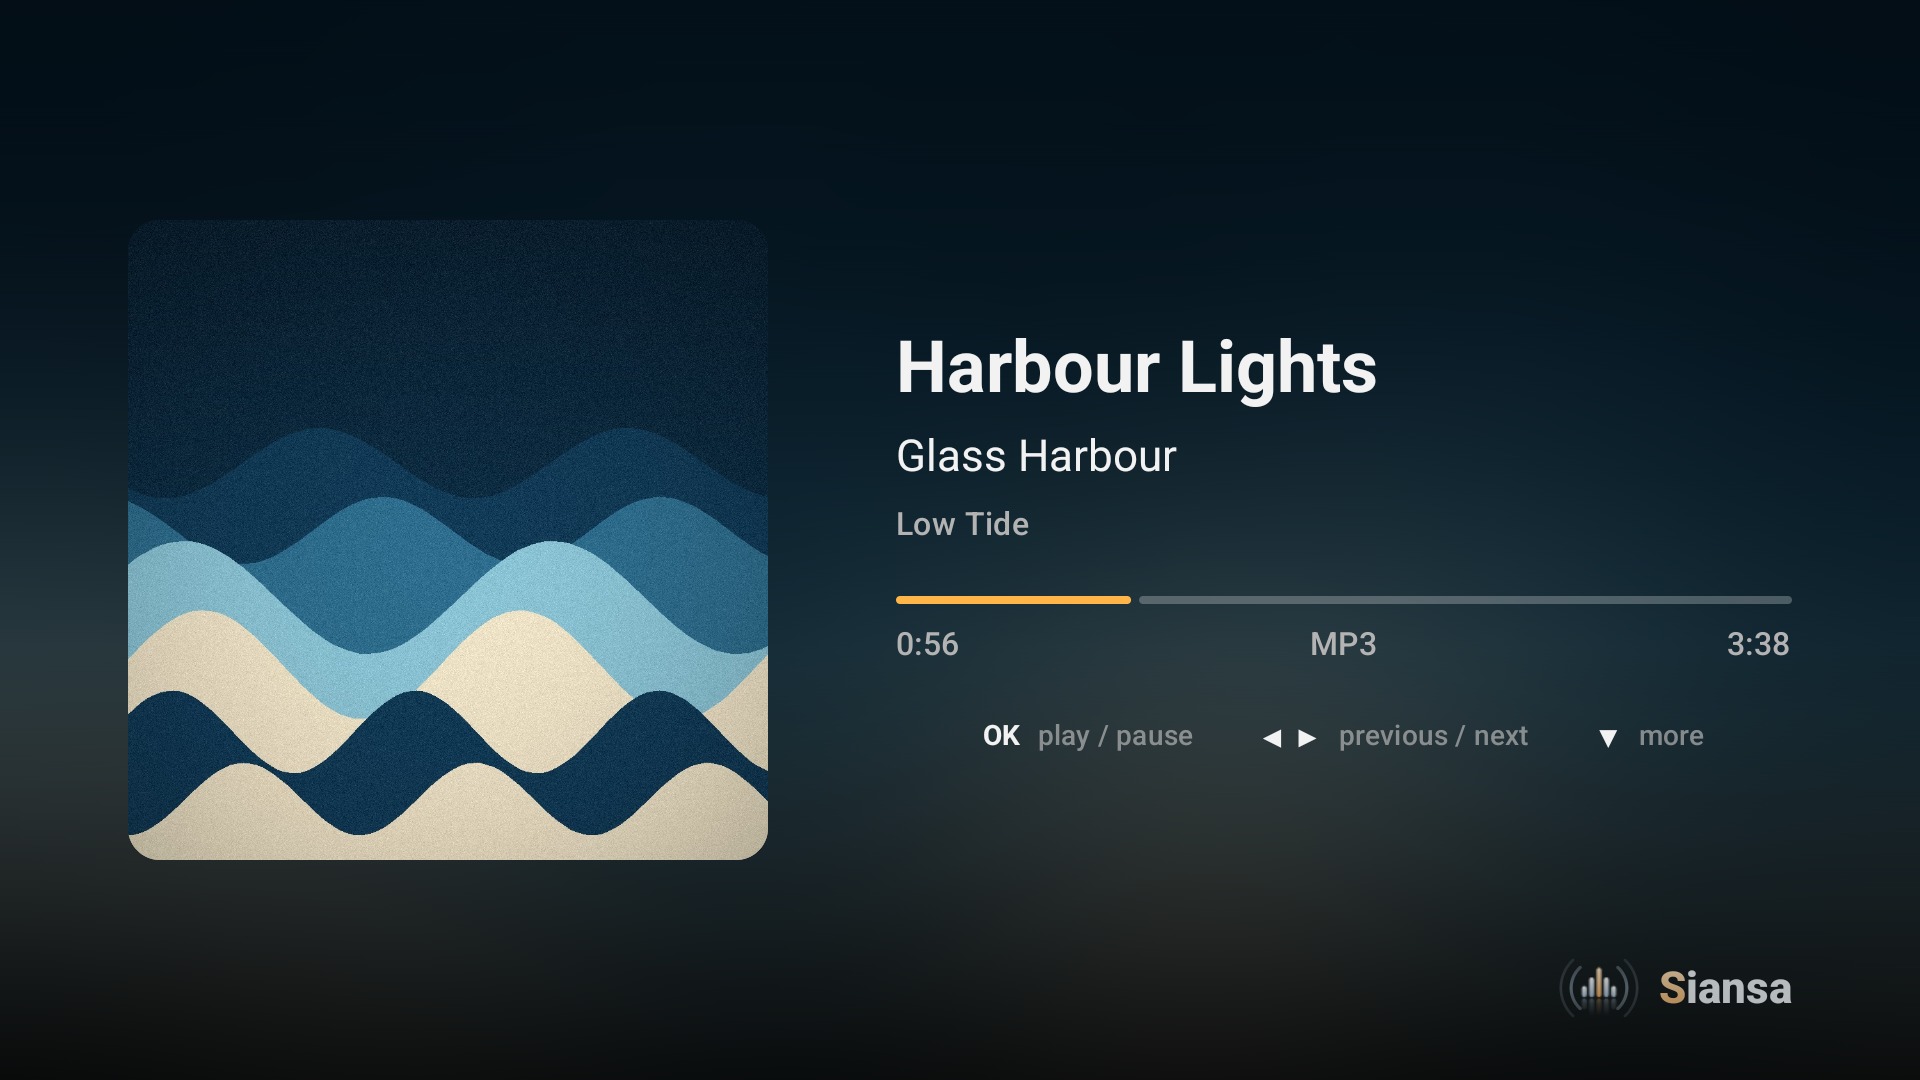 Harbour Lights
Glass Harbour
Low Tide
0:56 MP3 3:38
OK play / pause ◀ ▶ previous / next ▼ more
Siansa